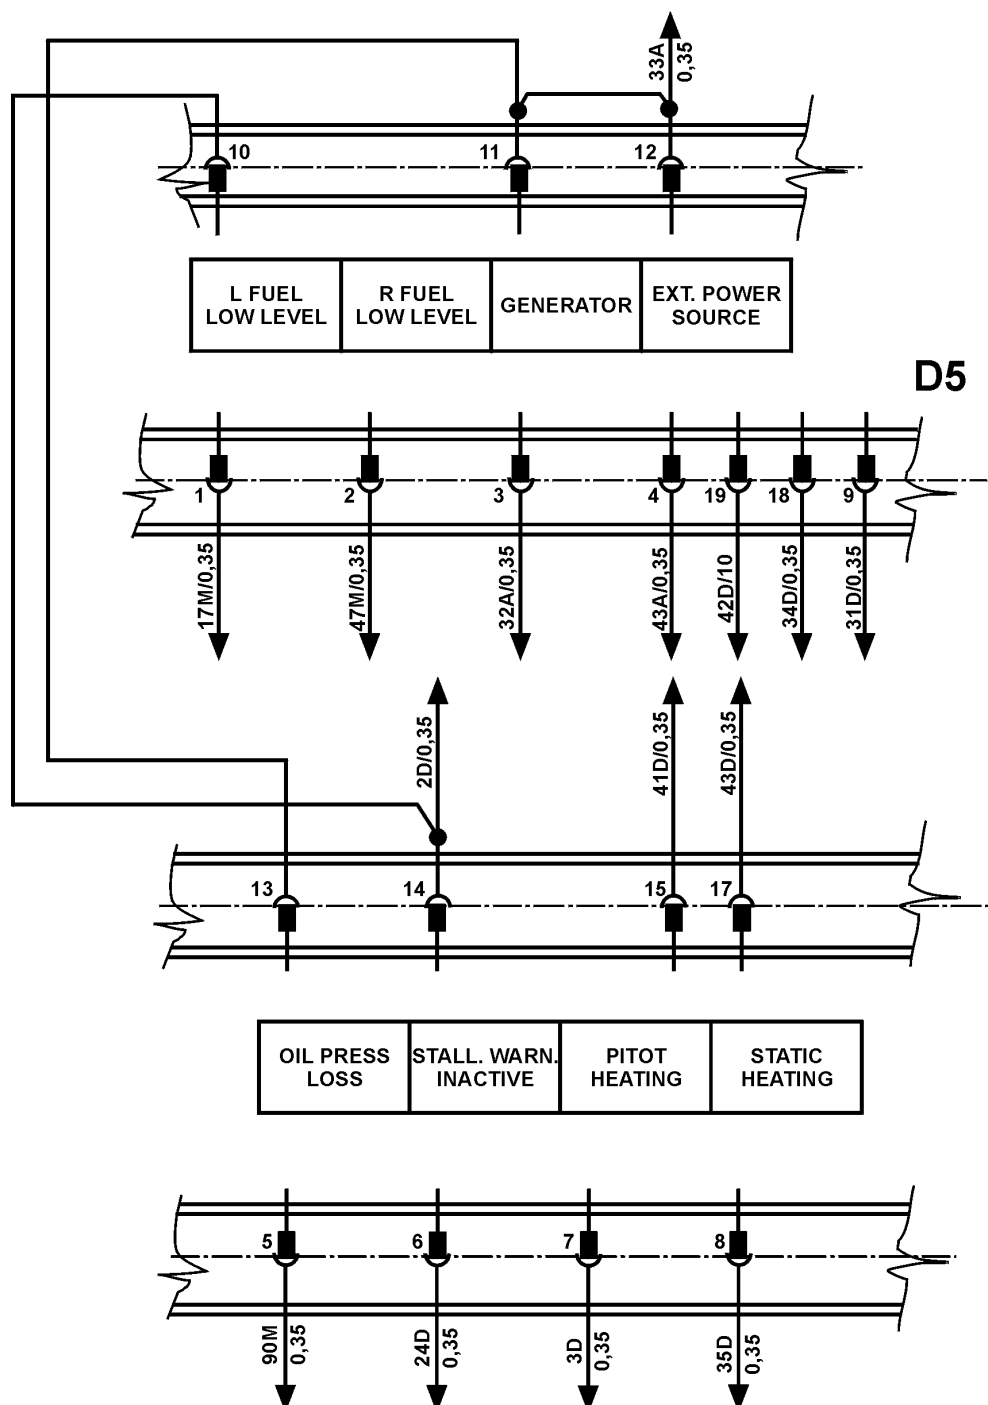 33A
0,35
10
11
12
L FUEL
LOW LEVEL
R FUEL
LOW LEVEL
GENERATOR
EXT. POWER
SOURCE
D5
1
2
3
4
19
18
9
17M/0,35
47M/0,35
32A/0,35
43A/0,35
42D/10
34D/0,35
31D/0,35
2D/0,35
41D/0,35
43D/0,35
13
14
15
17
OIL PRESS
LOSS
STALL. WARN.
INACTIVE
PITOT
HEATING
STATIC
HEATING
5
6
7
8
90M
0,35
24D
0,35
3D
0,35
35D
0,35